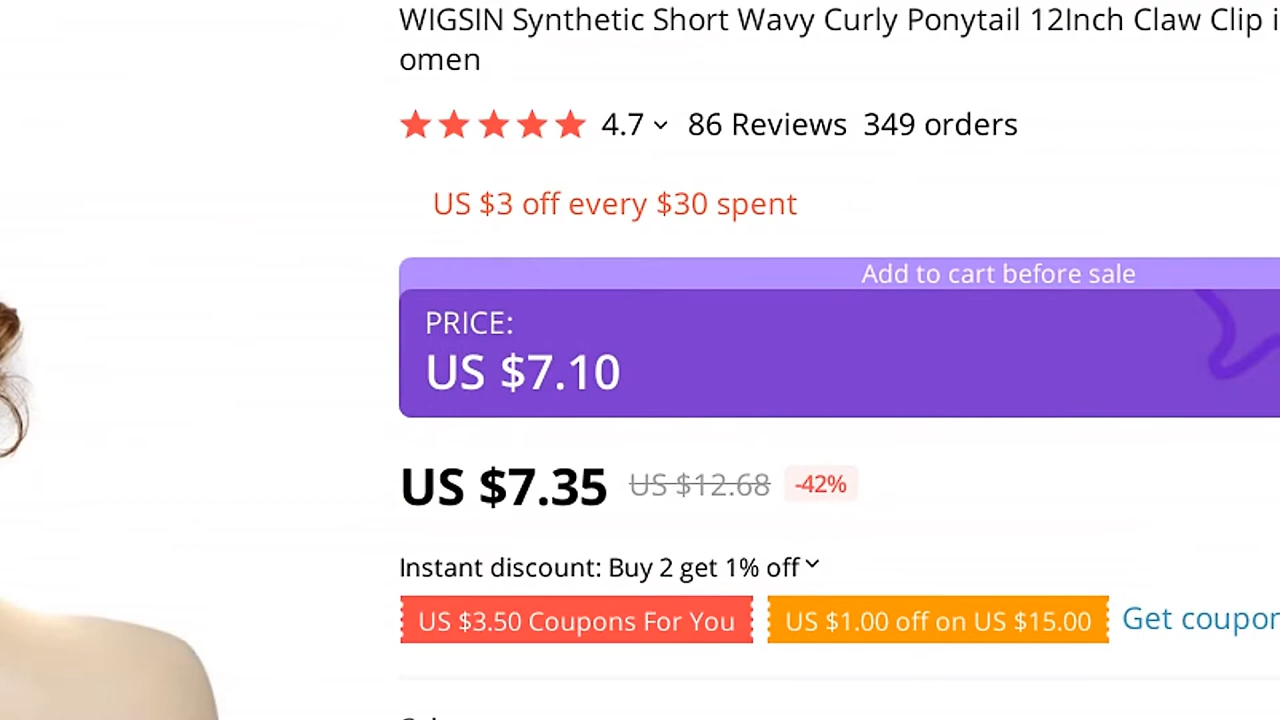 WIGSIN Synthetic Short Wavy Curly Ponytail 12Inch Claw Clip
omen
4.7 86 Reviews 349 orders
US $3 off every $30 spent
Add to cart before sale
PRICE:
US $7.10
US $7.35 US $12.68 -42%
Instant discount: Buy 2 get 1% off
US $3.50 Coupons For You US $1.00 off on US $15.00 Get